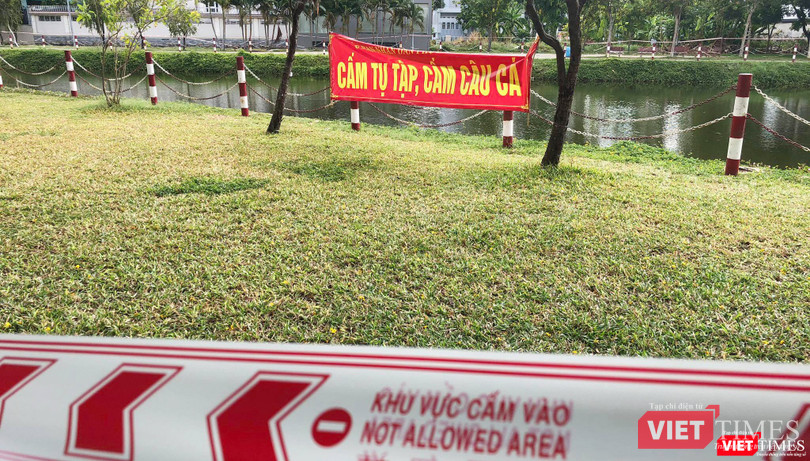 CẤM TỤ TẬP, CẤM CÂU CÁ
KHU VỰC CẤM VÀO
NOT ALLOWED AREA
Tạp chí điện tử
VIETTIMES
VIETTIMES